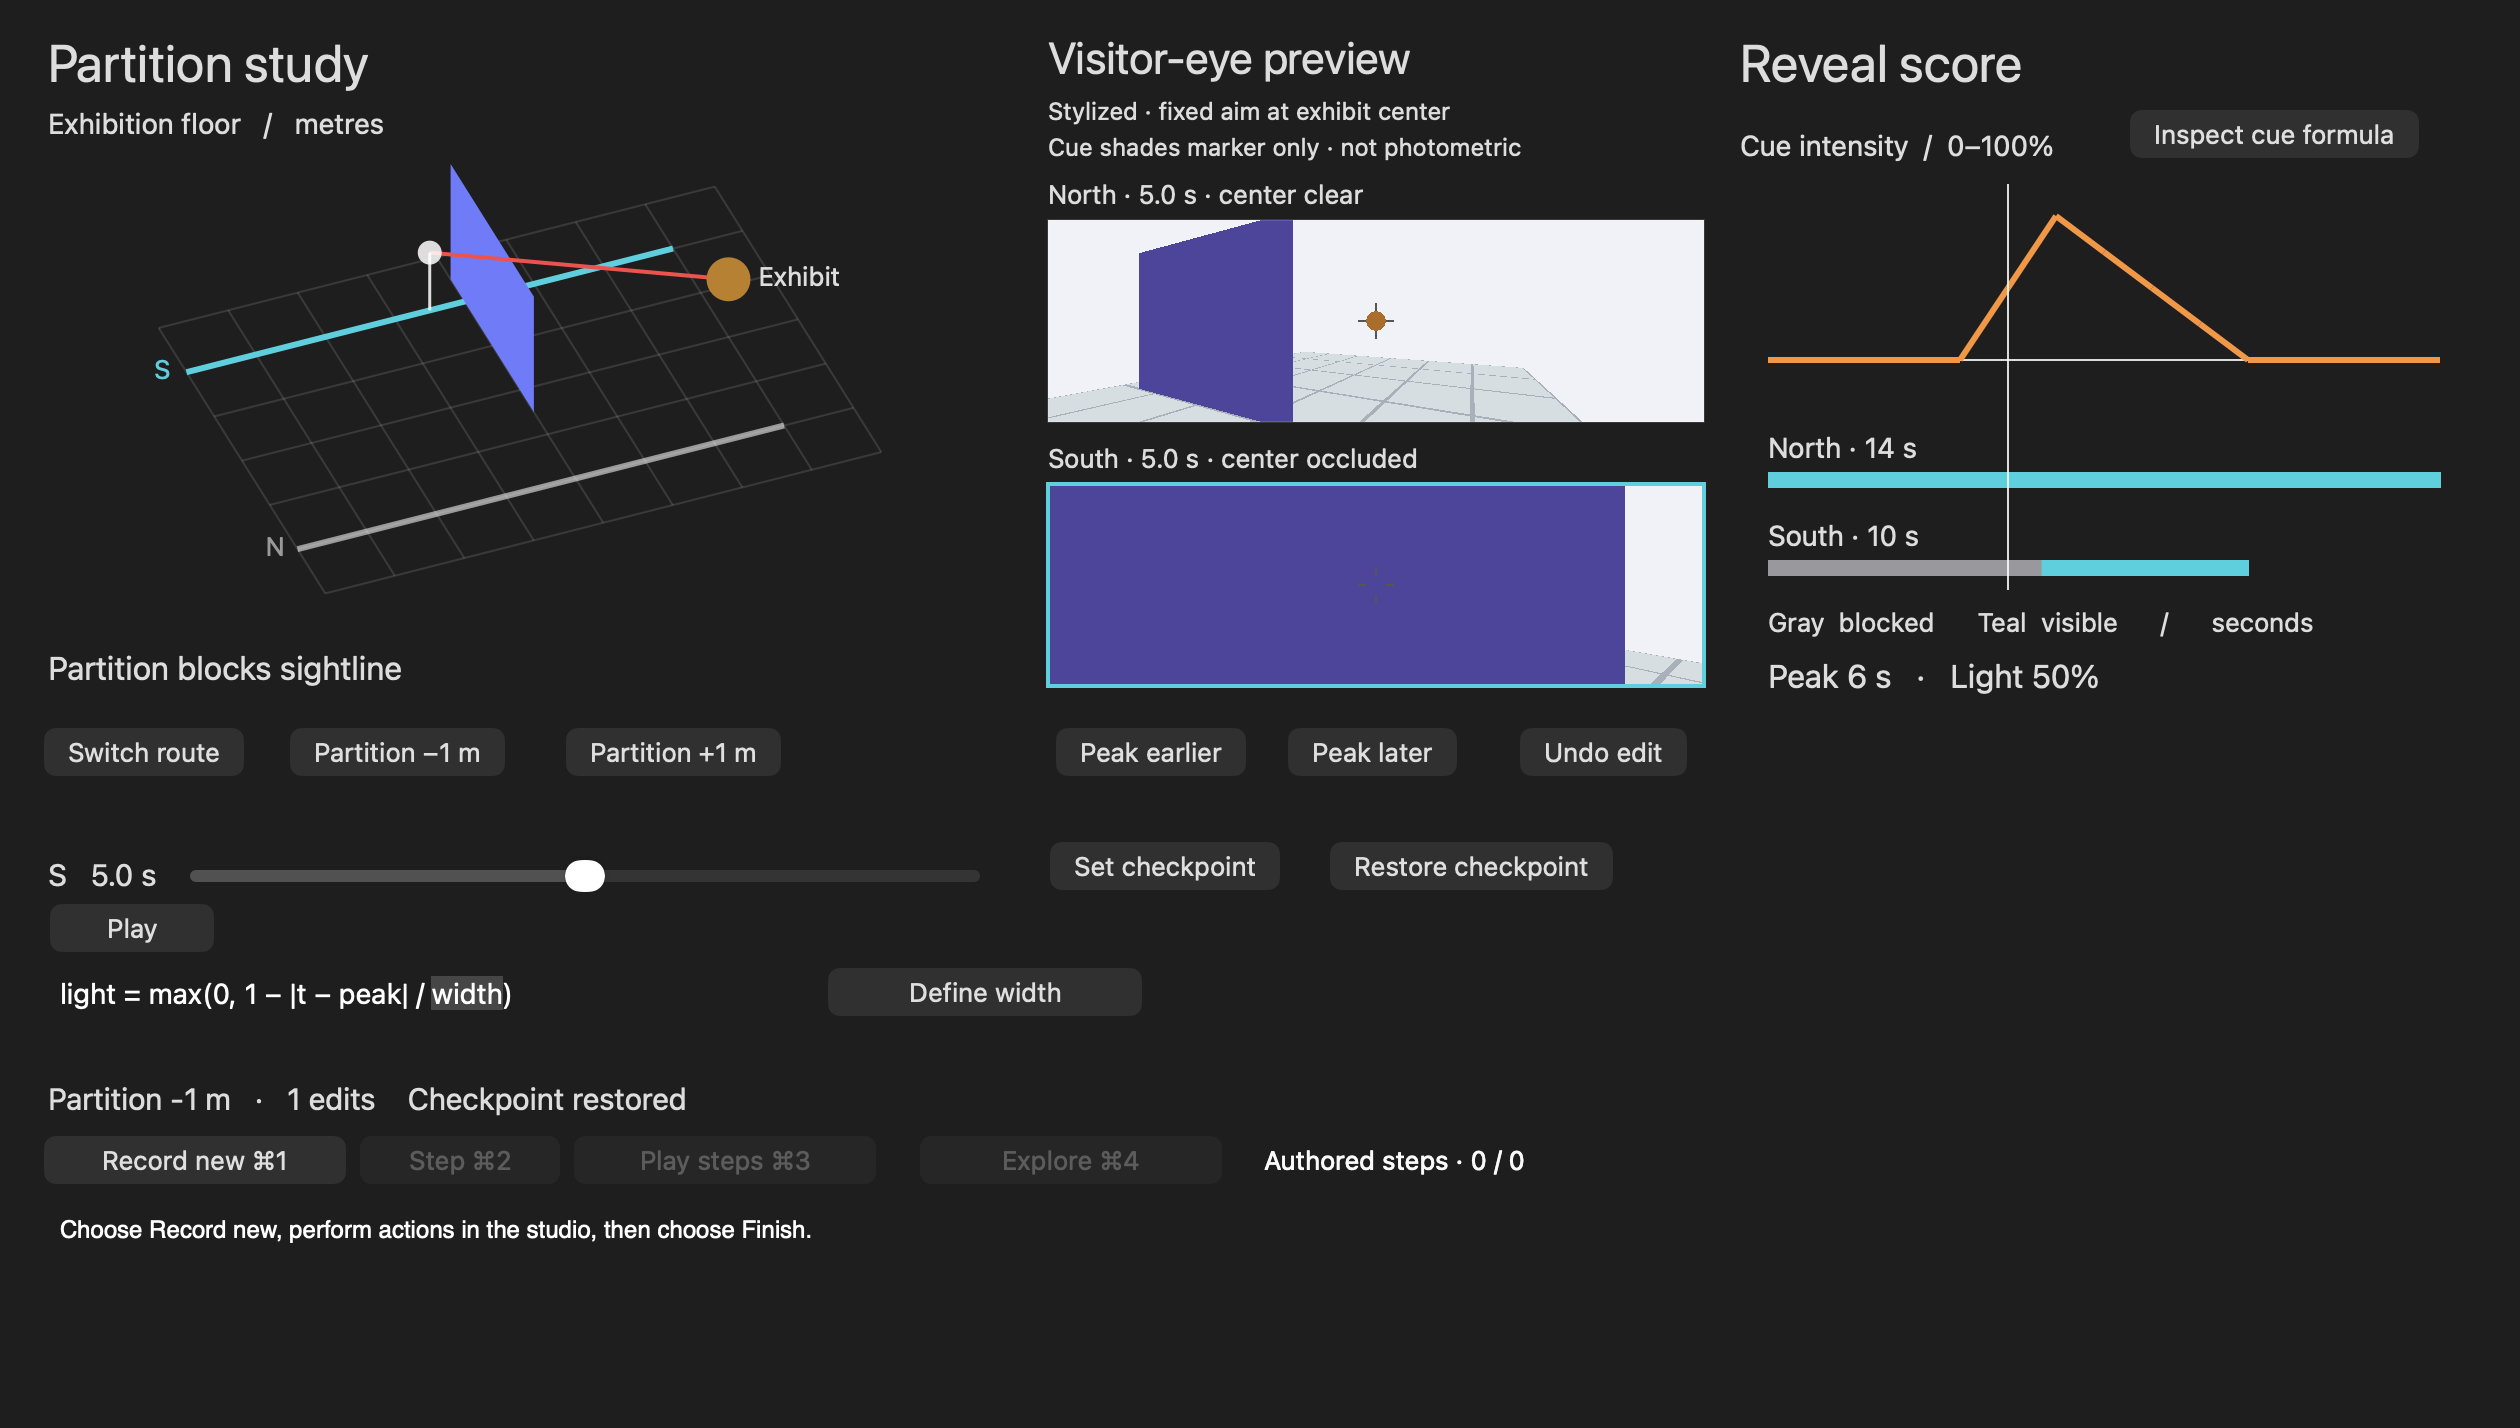 Partition study
Exhibition floor / metres
Exhibit
S
N
Partition blocks sightline
Switch route
Partition −1 m
Partition +1 m
S 5.0 s
Play
light = max(0, 1 − |t − peak| / width)
Define width
Visitor-eye preview
Stylized · fixed aim at exhibit center
Cue shades marker only · not photometric
North · 5.0 s · center clear
South · 5.0 s · center occluded
Peak earlier
Peak later
Undo edit
Set checkpoint
Restore checkpoint
Reveal score
Cue intensity / 0–100%
Inspect cue formula
North · 14 s
South · 10 s
Gray blocked Teal visible / seconds
Peak 6 s · Light 50%
Partition -1 m · 1 edits Checkpoint restored
Record new ⌘1
Step ⌘2
Play steps ⌘3
Explore ⌘4
Authored steps · 0 / 0
Choose Record new, perform actions in the studio, then choose Finish.